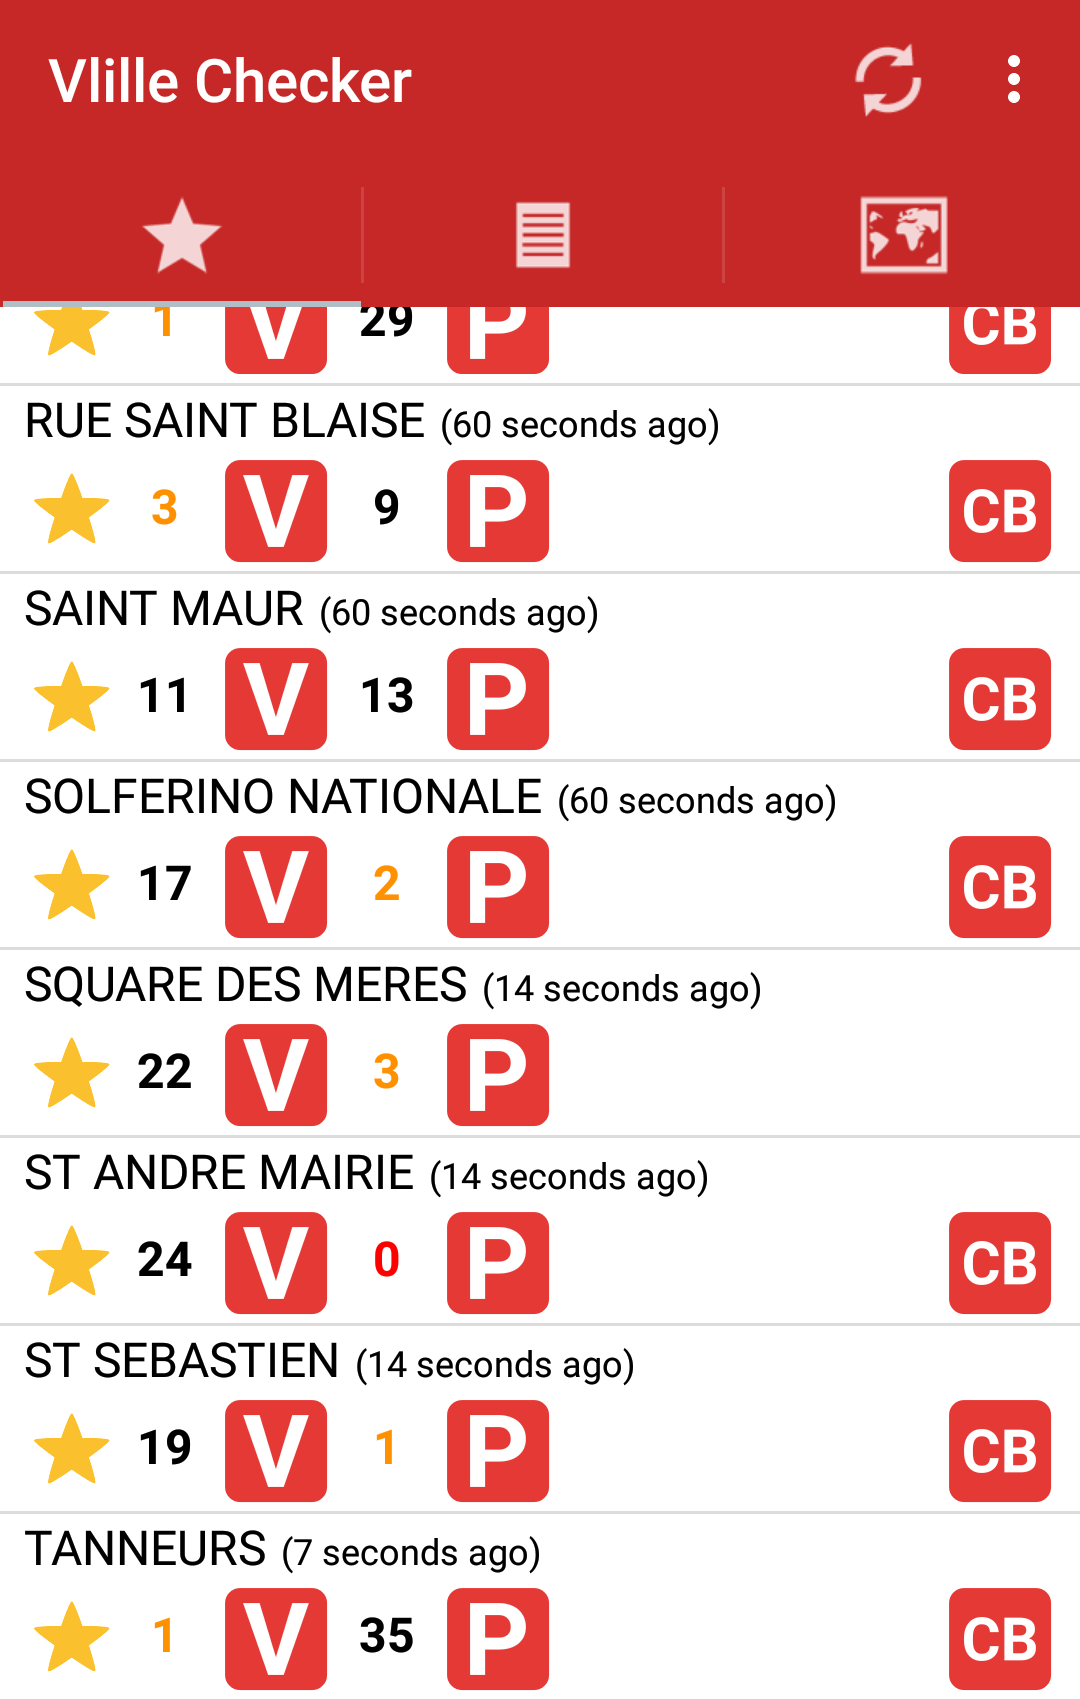 Vlille Checker
1 V 29 P CB
RUE SAINT BLAISE (60 seconds ago)
3 V 9 P CB
SAINT MAUR (60 seconds ago)
11 V 13 P CB
SOLFERINO NATIONALE (60 seconds ago)
17 V 2 P CB
SQUARE DES MERES (14 seconds ago)
22 V 3 P
ST ANDRE MAIRIE (14 seconds ago)
24 V 0 P CB
ST SEBASTIEN (14 seconds ago)
19 V 1 P CB
TANNEURS (7 seconds ago)
1 V 35 P CB